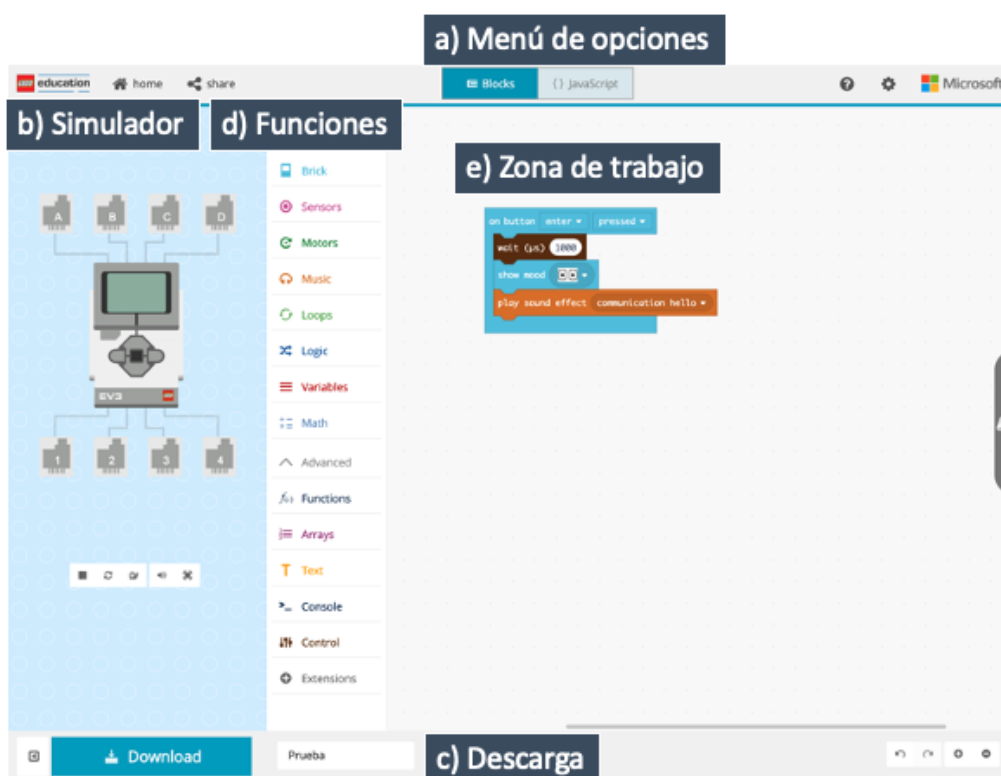 a) Menú de opciones
LEGO education home share Blocks {} JavaScript Microsoft
b) Simulador d) Funciones
e) Zona de trabajo
Brick
Sensors
Motors
Music
Loops
Logic
Variables
Math
Advanced
f(x) Functions
Arrays
T Text
>_ Console
Control
Extensions
A B C D
EV3
1 2 3 4
on button enter pressed
wait (µs) 1000
show mood
play sound effect communication hello
Download Prueba c) Descarga